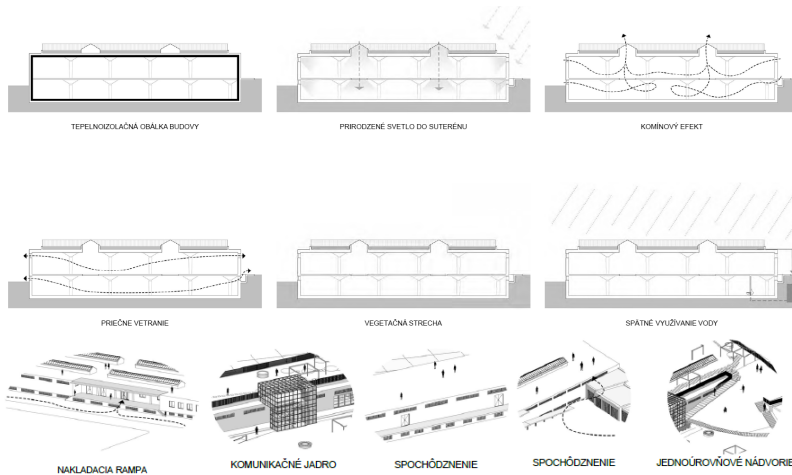 TEPELNOIZOLAČNÁ OBÁLKA BUDOVY
PRIRODZENÉ SVETLO DO SUTERÉNU
KOMÍNOVÝ EFEKT
PRIEČNE VETRANIE
VEGETAČNÁ STRECHA
SPÄTNÉ VYUŽÍVANIE VODY
NAKLADACIA RAMPA
KOMUNIKAČNÉ JADRO
SPOCHÔDZNENIE
SPOCHÔDZNENIE
JEDNOÚROVŇOVÉ NÁDVORIE